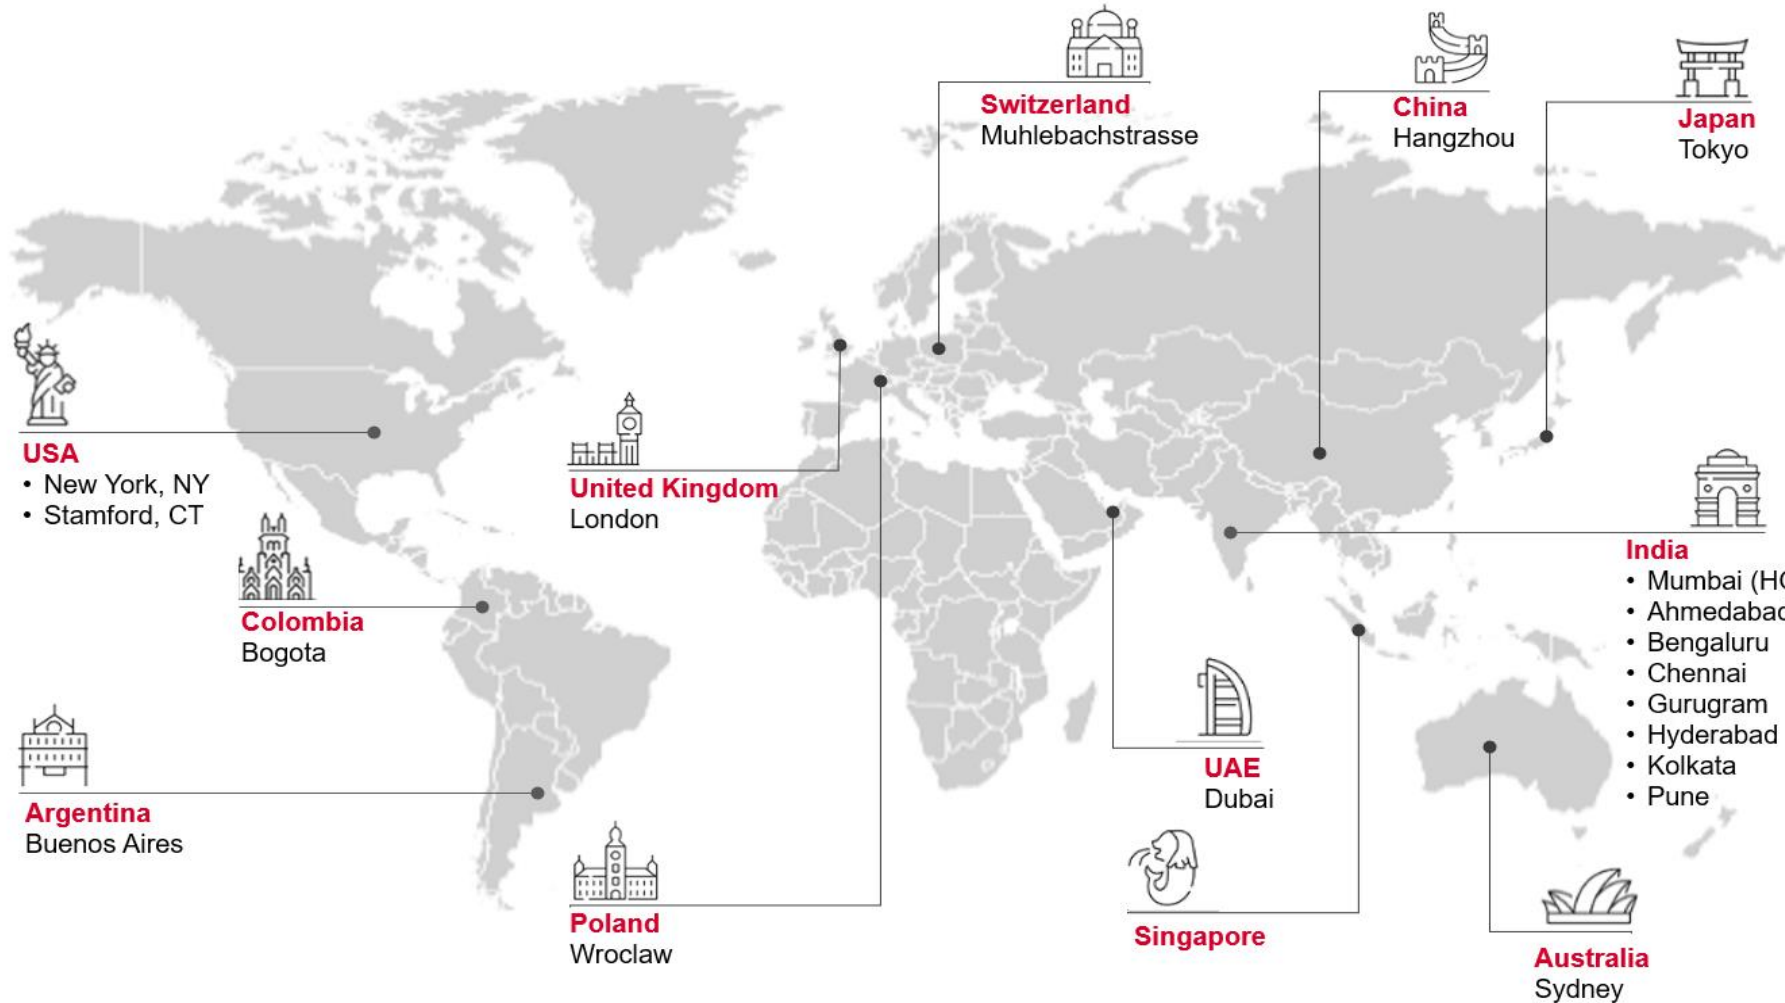 Switzerland
Muhlebachstrasse
China
Hangzhou
Japan
Tokyo
USA
• New York, NY
• Stamford, CT
United Kingdom
London
India
• Mumbai (H
• Ahmedabad
• Bengaluru
• Chennai
• Gurugram
• Hyderabad
• Kolkata
• Pune
Colombia
Bogota
UAE
Dubai
Argentina
Buenos Aires
Poland
Wroclaw
Singapore
Australia
Sydney